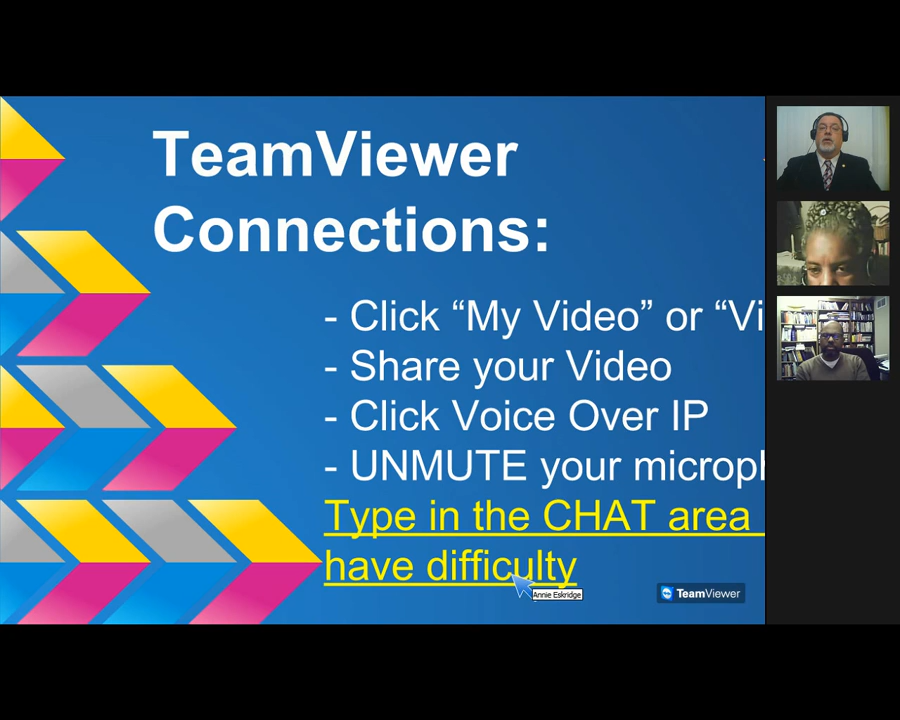 TeamViewer
Connections:
- Click “My Video” or “Vi
- Share your Video
- Click Voice Over IP
- UNMUTE your microph
Type in the CHAT area
have difficulty
Annie Eskridge
TeamViewer